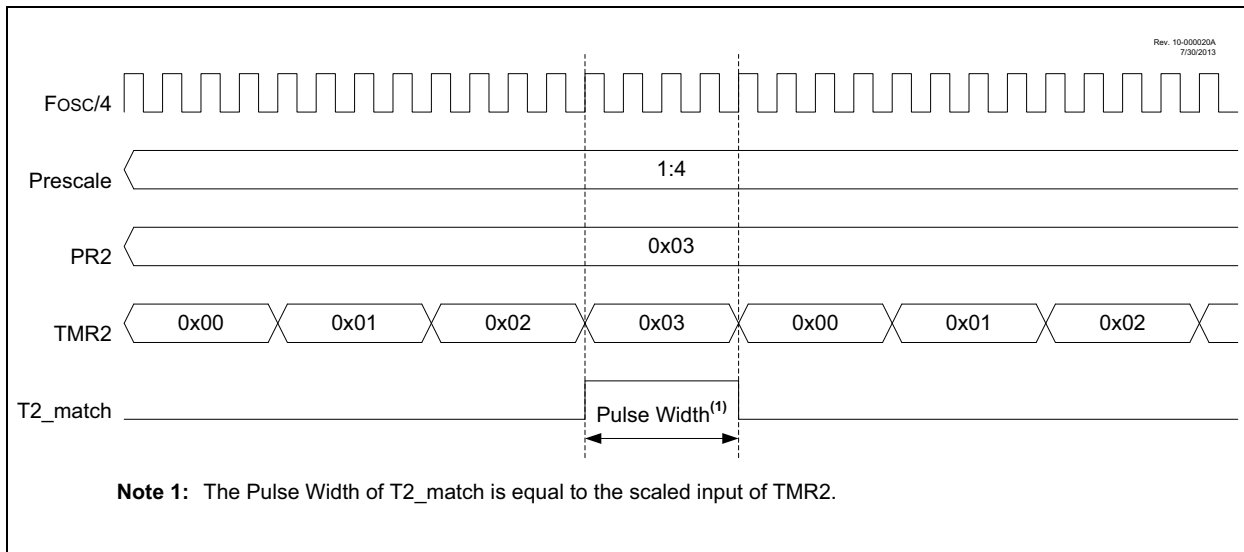 Rev. 10-000020A
7/30/2013
FOSC/4
Prescale
1:4
PR2
0x03
TMR2
0x00 0x01 0x02 0x03 0x00 0x01 0x02
T2_match
Pulse Width(1)
Note 1: The Pulse Width of T2_match is equal to the scaled input of TMR2.